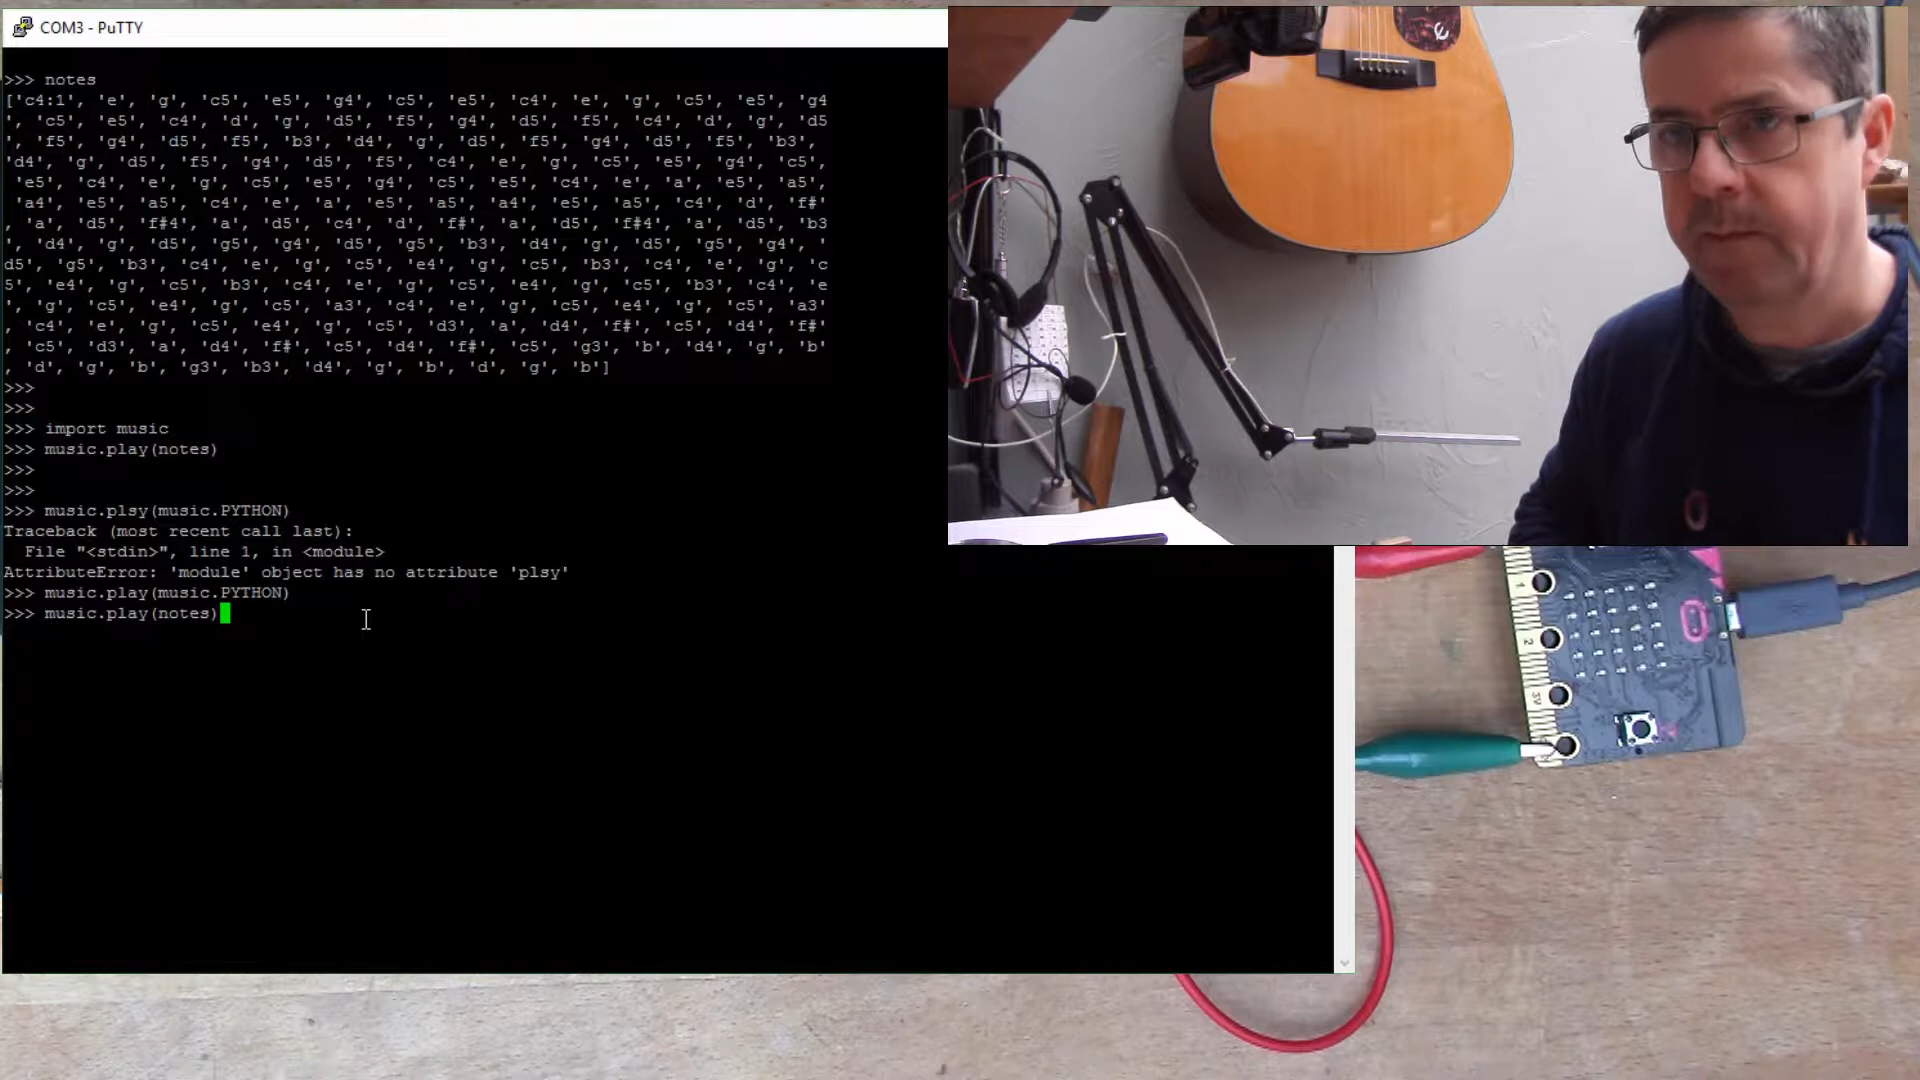 COM3 - PuTTY
>>> notes
['c4:1', 'e', 'g', 'c5', 'e5', 'g4', 'c5', 'e5', 'c4', 'e', 'g', 'c5', 'e5', 'g4
', 'c5', 'e5', 'c4', 'd', 'g', 'd5', 'f5', 'g4', 'd5', 'f5', 'c4', 'd', 'g', 'd5
', 'f5', 'g4', 'd5', 'f5', 'b3', 'd4', 'g', 'd5', 'f5', 'g4', 'd5', 'f5', 'b3',
'd4', 'g', 'd5', 'f5', 'g4', 'd5', 'f5', 'c4', 'e', 'g', 'c5', 'e5', 'g4', 'c5',
'e5', 'c4', 'e', 'g', 'c5', 'e5', 'g4', 'c5', 'e5', 'c4', 'e', 'a', 'e5', 'a5',
'a4', 'e5', 'a5', 'c4', 'e', 'a', 'e5', 'a5', 'a4', 'e5', 'a5', 'c4', 'd', 'f#'
, 'a', 'd5', 'f#4', 'a', 'd5', 'c4', 'd', 'f#', 'a', 'd5', 'f#4', 'a', 'd5', 'b3
', 'd4', 'g', 'd5', 'g5', 'g4', 'd5', 'g5', 'b3', 'd4', 'g', 'd5', 'g5', 'g4', '
d5', 'g5', 'b3', 'c4', 'e', 'g', 'c5', 'e4', 'g', 'c5', 'b3', 'c4', 'e', 'g', 'c
5', 'e4', 'g', 'c5', 'b3', 'c4', 'e', 'g', 'c5', 'e4', 'g', 'c5', 'b3', 'c4', 'e
', 'g', 'c5', 'e4', 'g', 'c5', 'a3', 'c4', 'e', 'g', 'c5', 'e4', 'g', 'c5', 'a3'
, 'c4', 'e', 'g', 'c5', 'e4', 'g', 'c5', 'd3', 'a', 'd4', 'f#', 'c5', 'd4', 'f#'
, 'c5', 'd3', 'a', 'd4', 'f#', 'c5', 'd4', 'f#', 'c5', 'g3', 'b', 'd4', 'g', 'b'
, 'd', 'g', 'b', 'g3', 'b3', 'd4', 'g', 'b', 'd', 'g', 'b']
>>>
>>>
>>> import music
>>> music.play(notes)
>>>
>>>
>>> music.plsy(music.PYTHON)
Traceback (most recent call last):
  File "<stdin>", line 1, in <module>
AttributeError: 'module' object has no attribute 'plsy'
>>> music.play(music.PYTHON)
>>> music.play(notes)
1
2
3V